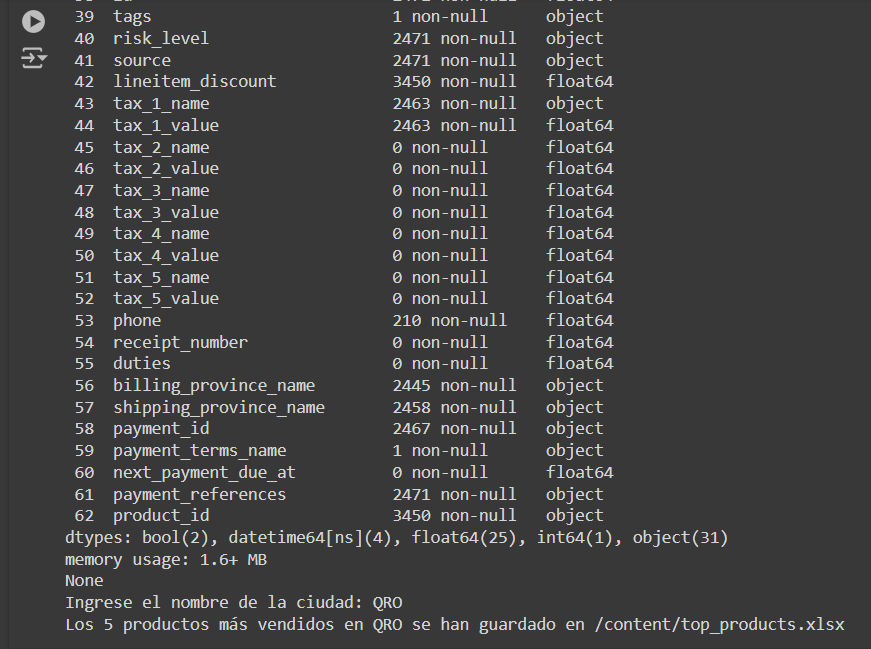 39 tags 1 non-null object
40 risk_level 2471 non-null object
41 source 2471 non-null object
42 lineitem_discount 3450 non-null float64
43 tax_1_name 2463 non-null object
44 tax_1_value 2463 non-null float64
45 tax_2_name 0 non-null float64
46 tax_2_value 0 non-null float64
47 tax_3_name 0 non-null float64
48 tax_3_value 0 non-null float64
49 tax_4_name 0 non-null float64
50 tax_4_value 0 non-null float64
51 tax_5_name 0 non-null float64
52 tax_5_value 0 non-null float64
53 phone 210 non-null float64
54 receipt_number 0 non-null float64
55 duties 0 non-null float64
56 billing_province_name 2445 non-null object
57 shipping_province_name 2458 non-null object
58 payment_id 2467 non-null object
59 payment_terms_name 1 non-null object
60 next_payment_due_at 0 non-null float64
61 payment_references 2471 non-null object
62 product_id 3450 non-null object
dtypes: bool(2), datetime64[ns](4), float64(25), int64(1), object(31)
memory usage: 1.6+ MB
None
Ingrese el nombre de la ciudad: QRO
Los 5 productos más vendidos en QRO se han guardado en /content/top_products.xlsx